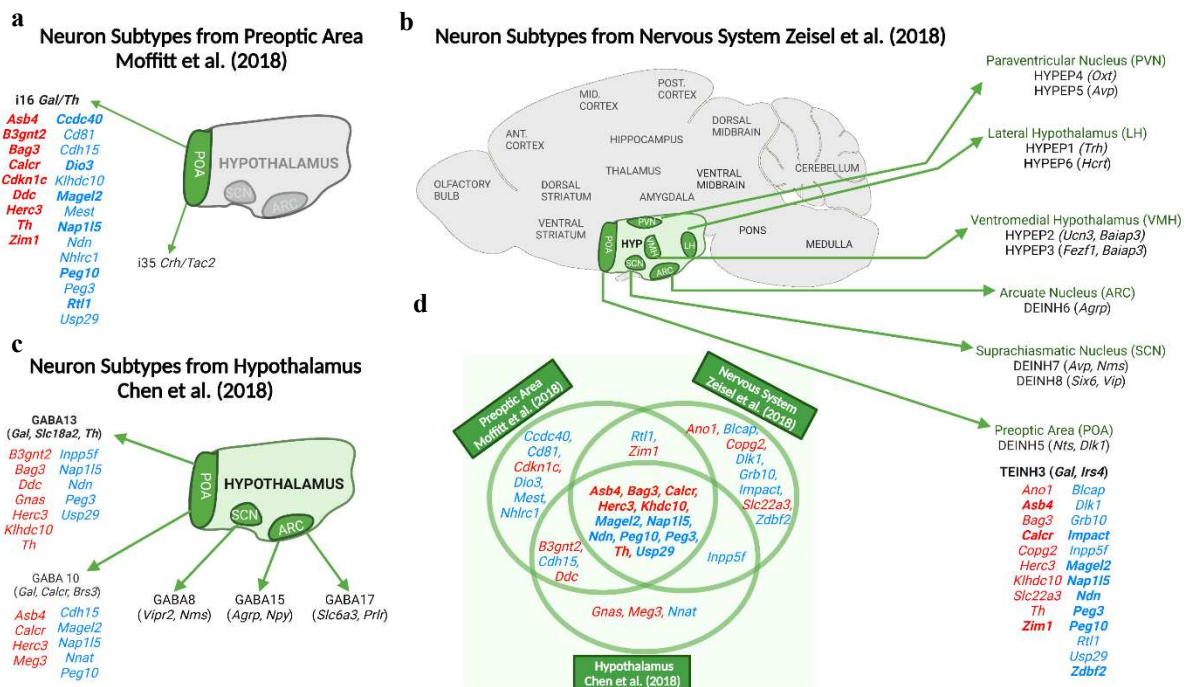 a
Neuron Subtypes from Preoptic Area
Moffitt et al. (2018)
i16 Gal/Th
Asb4
B3gnt2
Bag3
Calcr
Cdkn1c
Ddc
Herc3
Th
Zim1
Ccdc40
Cd81
Cdh15
Dio3
Klhdc10
Magel2
Mest
Nap1l5
Ndn
Nhlrc1
Peg10
Peg3
Rtl1
Usp29
POA
HYPOTHALAMUS
SCN
ARC
i35 Crh/Tac2
b
Neuron Subtypes from Nervous System Zeisel et al. (2018)
OLFACTORY
BULB
ANT.
CORTEX
MID.
CORTEX
POST.
CORTEX
HIPPOCAMPUS
DORSAL
MIDBRAIN
THALAMUS
DORSAL
STRIATUM
AMYGDALA
VENTRAL
MIDBRAIN
CEREBELLUM
VENTRAL
STRIATUM
PONS
MEDULLA
POA
PVN
HYP
VMH
LH
SCN
ARC
Paraventricular Nucleus (PVN)
HYPEP4 (Oxt)
HYPEP5 (Avp)
Lateral Hypothalamus (LH)
HYPEP1 (Trh)
HYPEP6 (Hcrt)
Ventromedial Hypothalamus (VMH)
HYPEP2 (Ucn3, Baiap3)
HYPEP3 (Fezf1, Baiap3)
Arcuate Nucleus (ARC)
DEINH6 (Agrp)
Suprachiasmatic Nucleus (SCN)
DEINH7 (Avp, Nms)
DEINH8 (Six6, Vip)
Preoptic Area (POA)
DEINH5 (Nts, Dlk1)
TEINH3 (Gal, Irs4)
Ano1
Asb4
Bag3
Calcr
Copg2
Herc3
Klhdc10
Slc22a3
Th
Zim1
Blcap
Dlk1
Grb10
Impact
Inpp5f
Magel2
Nap1l5
Ndn
Peg3
Peg10
Rtl1
Usp29
Zdbf2
c
Neuron Subtypes from Hypothalamus
Chen et al. (2018)
GABA13
(Gal, Slc18a2, Th)
B3gnt2
Bag3
Ddc
Gnas
Herc3
Klhdc10
Th
Inpp5f
Nap1l5
Ndn
Peg3
Usp29
POA
HYPOTHALAMUS
SCN
ARC
GABA 10
(Gal, Calcr, Brs3)
Asb4
Calcr
Herc3
Meg3
Cdh15
Magel2
Nap1l5
Nnat
Peg10
GABA8
(Vipr2, Nms)
GABA15
(Agrp, Npy)
GABA17
(Slc6a3, Prlr)
d
Preoptic Area
Moffitt et al. (2018)
Nervous System
Zeisel et al. (2018)
Ccdc40,
Cd81,
Cdkn1c,
Dio3,
Mest,
Nhlrc1
Rtl1,
Zim1
Ano1, Blcap,
Copg2,
Dlk1,
Grb10,
Impact,
Slc22a3,
Zdbf2
Asb4, Bag3, Calcr,
Herc3, Khdc10,
Magel2, Nap1l5,
Ndn, Peg10, Peg3,
Th, Usp29
B3gnt2,
Cdh15,
Ddc
Inpp5f
Gnas, Meg3, Nnat
Hypothalamus
Chen et al. (2018)